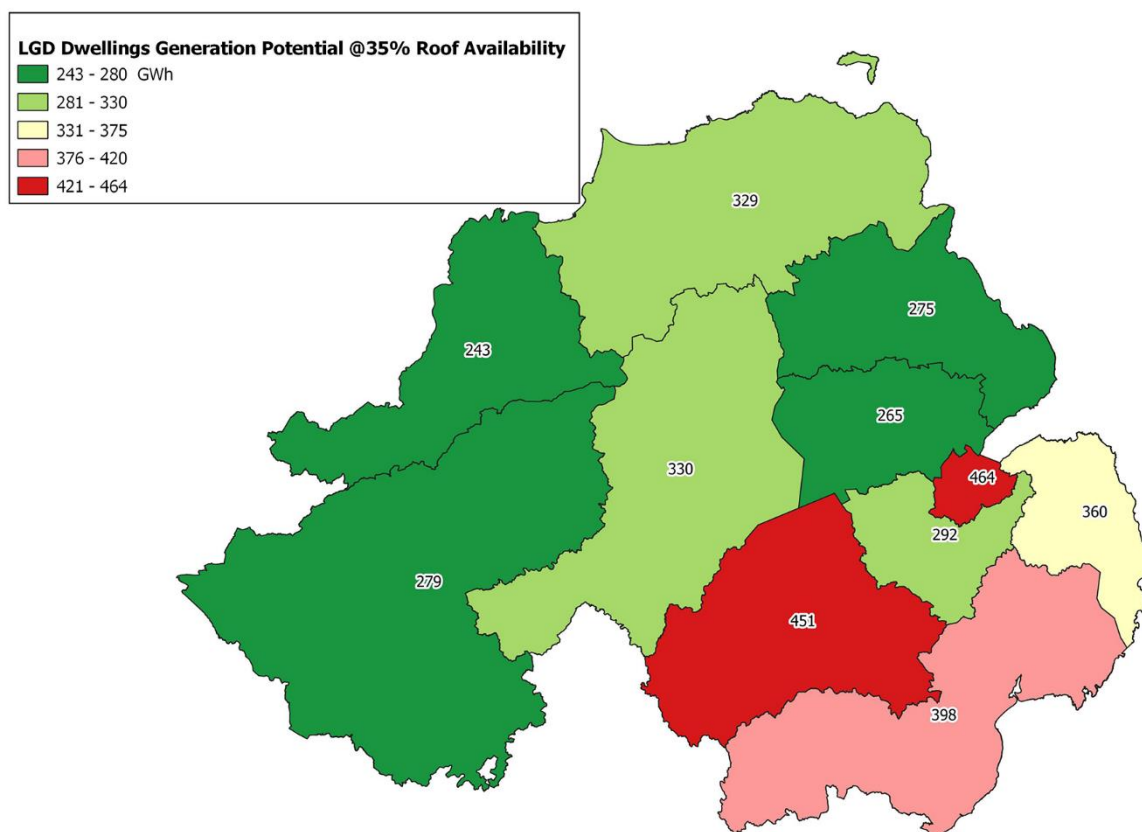 LGD Dwellings Generation Potential @35% Roof Availability
243 - 280 GWh
281 - 330
331 - 375
376 - 420
421 - 464
329
275
243
265
330
464
360
292
279
451
398